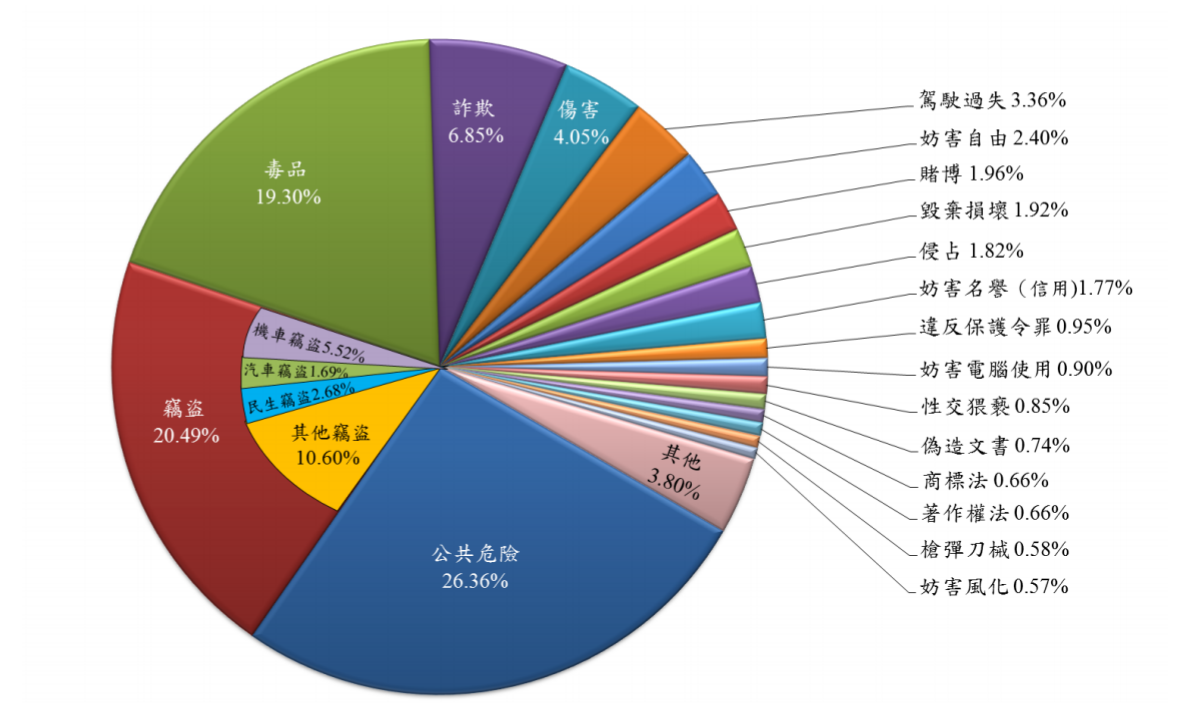 詐欺
6.85%
傷害
4.05%
毒品
19.30%
駕駛過失3.36%
妨害自由2.40%
賭博1.96%
毀棄損壞1.92%
侵占 1.82%
妨害名譽（信用)1.77%
違反保護令罪0.95%
妨害電腦使用0.90%
性交猥褻0.85%
偽造文書0.74%
商標法0.66%
著作權法0.66%
槍彈刀械0.58%
妨害風化0.57%
機車竊盜5.52%
汽車竊盜1.69%
民生竊盜2.68%
竊盜
20.49%
其他竊盜
10.60%
其他
3.80%
公共危險
26.36%